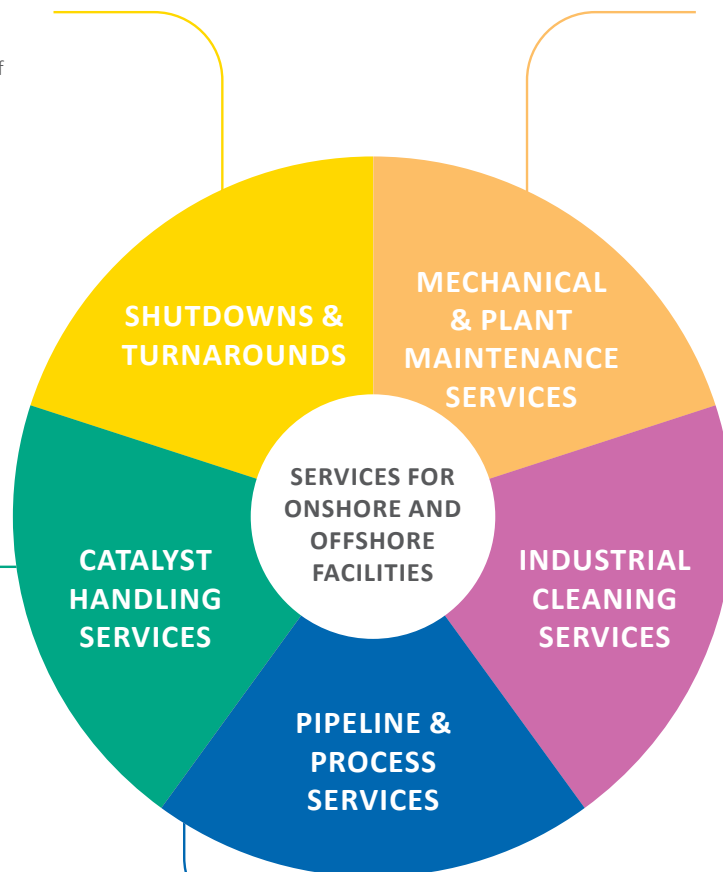 f
SHUTDOWNS &
TURNAROUNDS
MECHANICAL
& PLANT
MAINTENANCE
SERVICES
SERVICES FOR
ONSHORE AND
OFFSHORE
FACILITIES
CATALYST
HANDLING
SERVICES
INDUSTRIAL
CLEANING
SERVICES
PIPELINE &
PROCESS
SERVICES